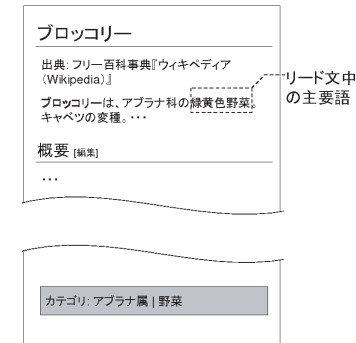 ブロッコリー
出典: フリー百科事典『ウィキペディア
（Wikipedia）』
ブロッコリーは、アブラナ科の緑黄色野菜。
キャベツの変種。･･･
リード文中
の主要語
概要 [編集]
･･･
カテゴリ: アブラナ属 | 野菜